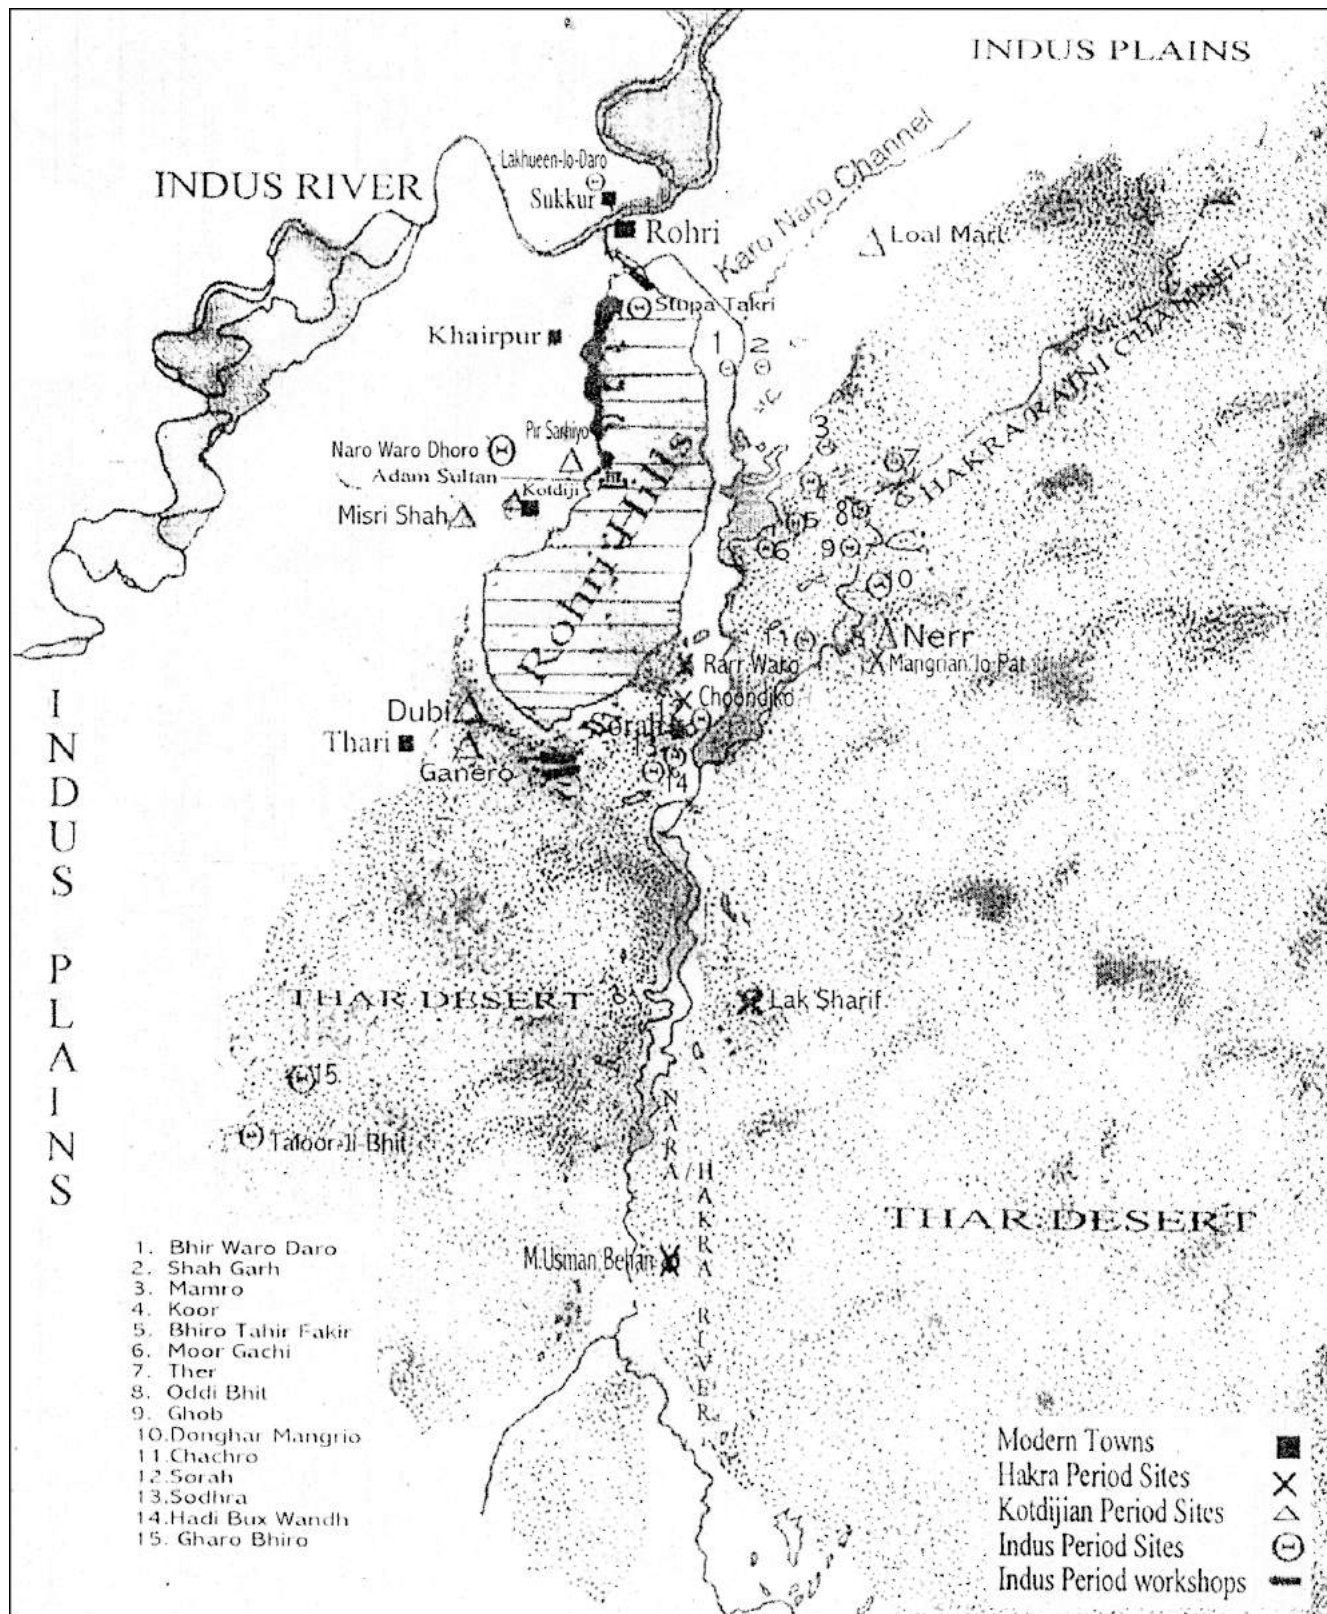 INDUS PLAINS
Karo Naro Channel
Lakhueen-Jo-Daro
INDUS RIVER
Sukkur
Rohri
Loal Mari
Stupa Takri
HAKRA/RAINI CHANNEL
Khairpur
1
2
3
Pir Sarhiyo
Naro Waro Dhoro
7
Adam Sultan
Rohri Hills
4
Kotdiji
Misri Shah
5
8
6
9
10
11
Nerr
Rarr Waro
Mangrian Jo Pat
Choondiko
12
Dubi
Sorah
Thari
13
Ganero
14
INDUS PLAINS
THAR DESERT
Lak Sharif
15
NARA/HAKRA RIVER
Taloor-Ji-Bhit
THAR DESERT
M.Usman Behan
1. Bhir Waro Daro
2. Shah Garh
3. Mamro
4. Koor
5. Bhiro Tahir Fakir
6. Moor Gachi
7. Ther
8. Oddi Bhit
9. Ghob
10.Donghar Mangrio
11.Chachro
12.Sorah
13.Sodhra
14.Hadi Bux Wandh
15. Gharo Bhiro
Modern Towns
Hakra Period Sites
Kotdijian Period Sites
Indus Period Sites
Indus Period workshops